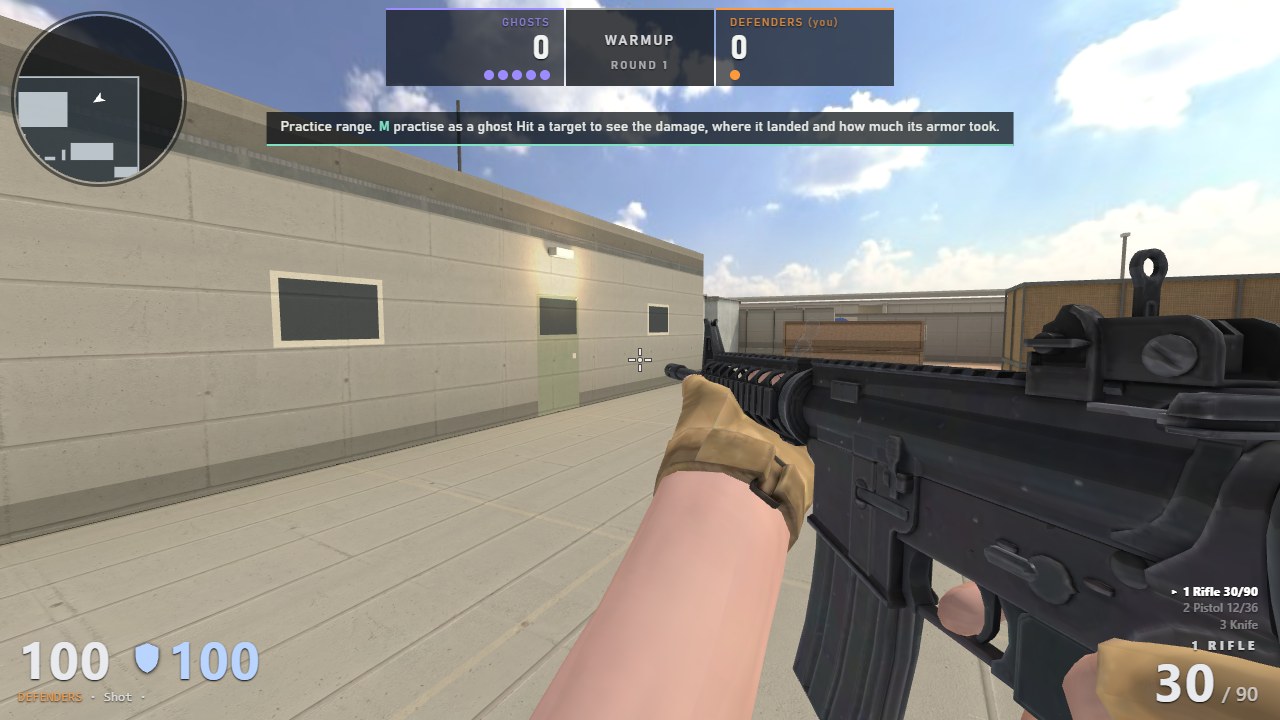 GHOSTS
0
WARMUP
ROUND 1
DEFENDERS (you)
0
Practice range. M practise as a ghost Hit a target to see the damage, where it landed and how much its armor took.
100 100
DEFENDERS · Shot ·
▸ 1 Rifle 30/90
2 Pistol 12/36
3 Knife
1 RIFLE
30 / 90